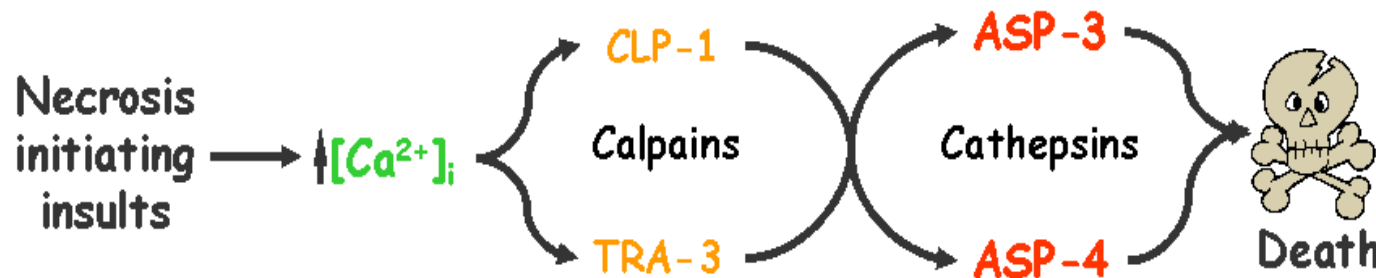 Necrosis
initiating
insults
[Ca²⁺]i
CLP-1
Calpains
TRA-3
ASP-3
Cathepsins
ASP-4
Death